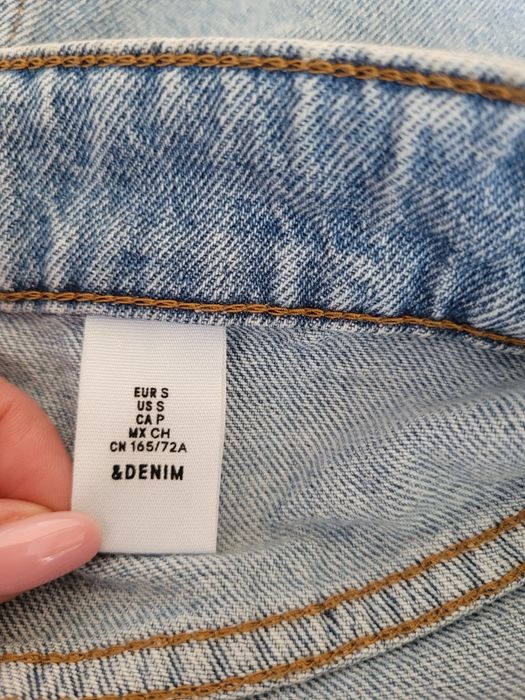 EUR S
US S
CA P
MX CH
CN 165/72A
&DENIM